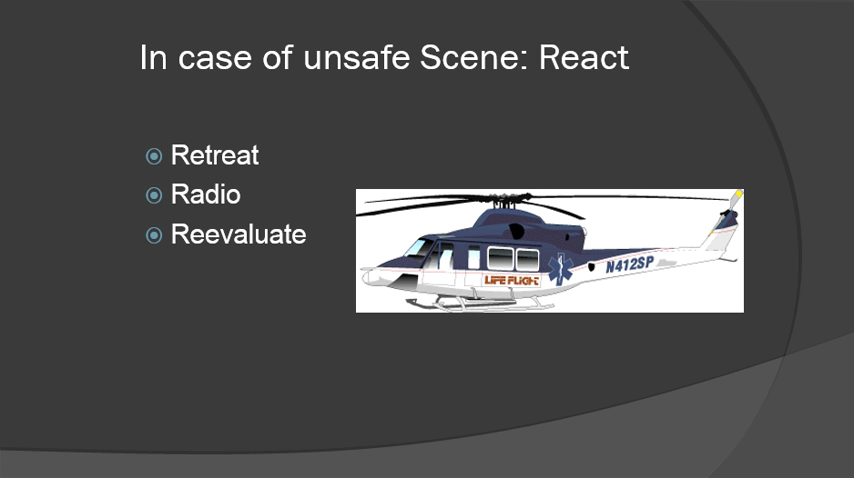 In case of unsafe Scene: React
Retreat
Radio
Reevaluate
LIFE FLIGHT
N412SP